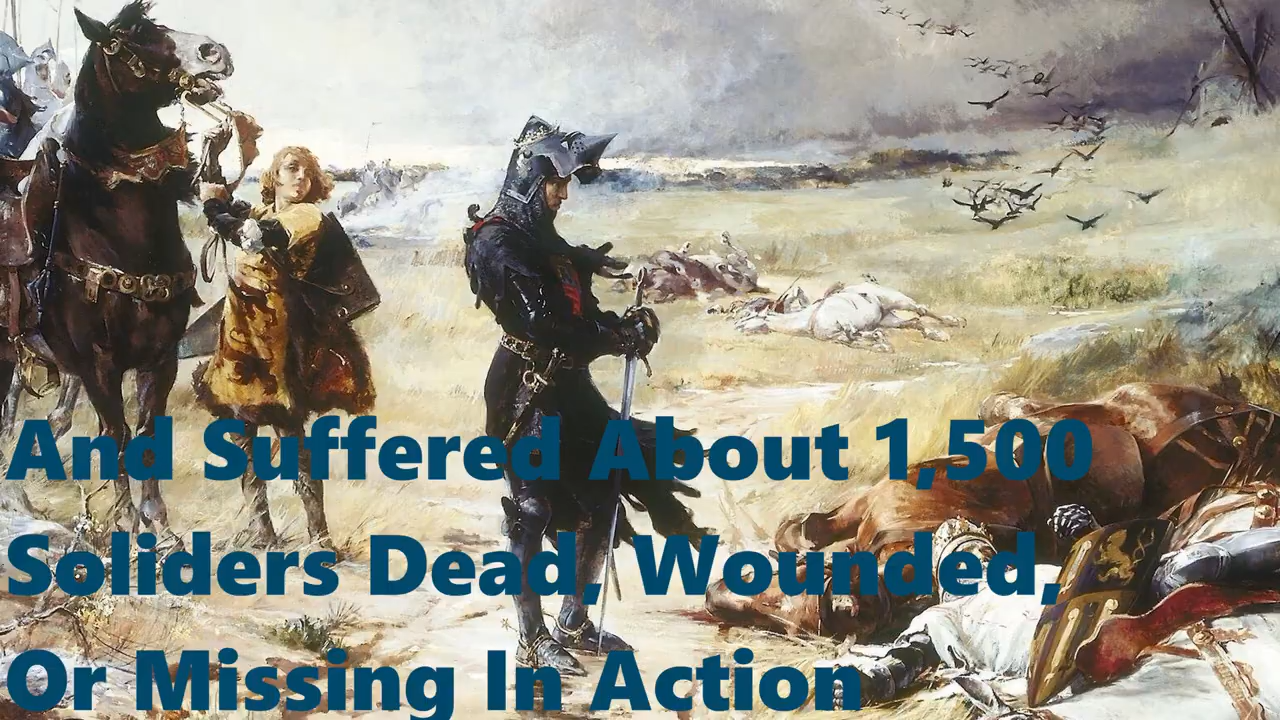 And Suffered About 1,500
Soliders Dead, Wounded,
Or Missing In Action